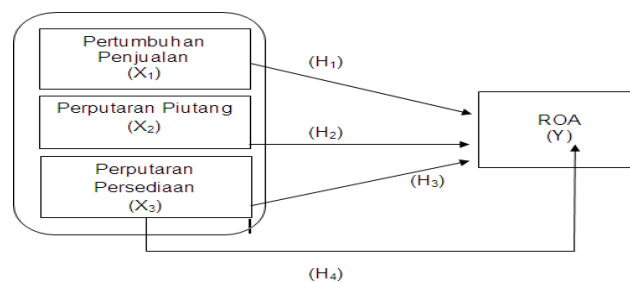 Pertumbuhan
Penjualan
(X₁)
(H₁)
Perputaran Piutang
(X₂)
(H₂)
ROA
(Y)
Perputaran
Persediaan
(X₃)
(H₃)
(H₄)